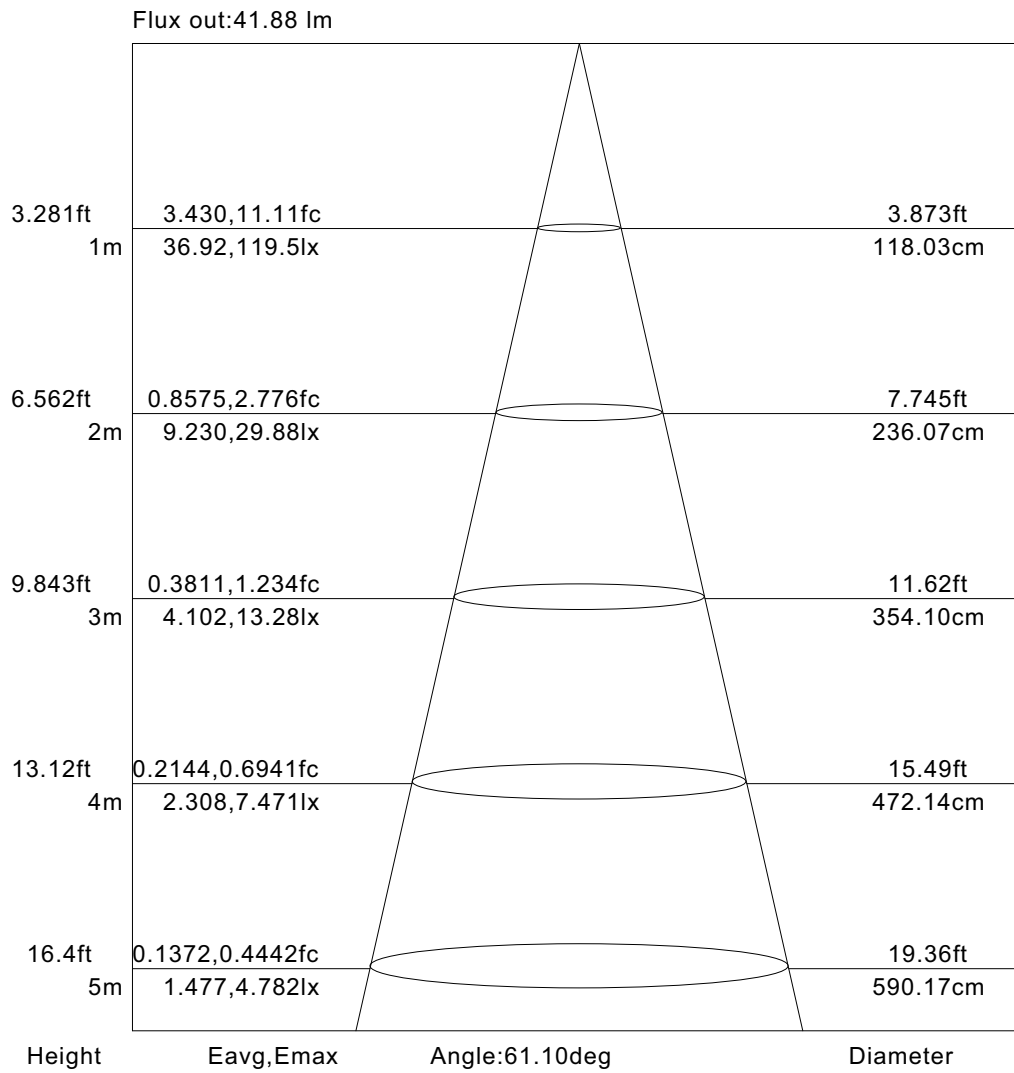 Flux out:41.88 lm
3.281ft 3.430,11.11fc 3.873ft
1m 36.92,119.5lx 118.03cm
6.562ft 0.8575,2.776fc 7.745ft
2m 9.230,29.88lx 236.07cm
9.843ft 0.3811,1.234fc 11.62ft
3m 4.102,13.28lx 354.10cm
13.12ft 0.2144,0.6941fc 15.49ft
4m 2.308,7.471lx 472.14cm
16.4ft 0.1372,0.4442fc 19.36ft
5m 1.477,4.782lx 590.17cm
Height Eavg,Emax Angle:61.10deg Diameter